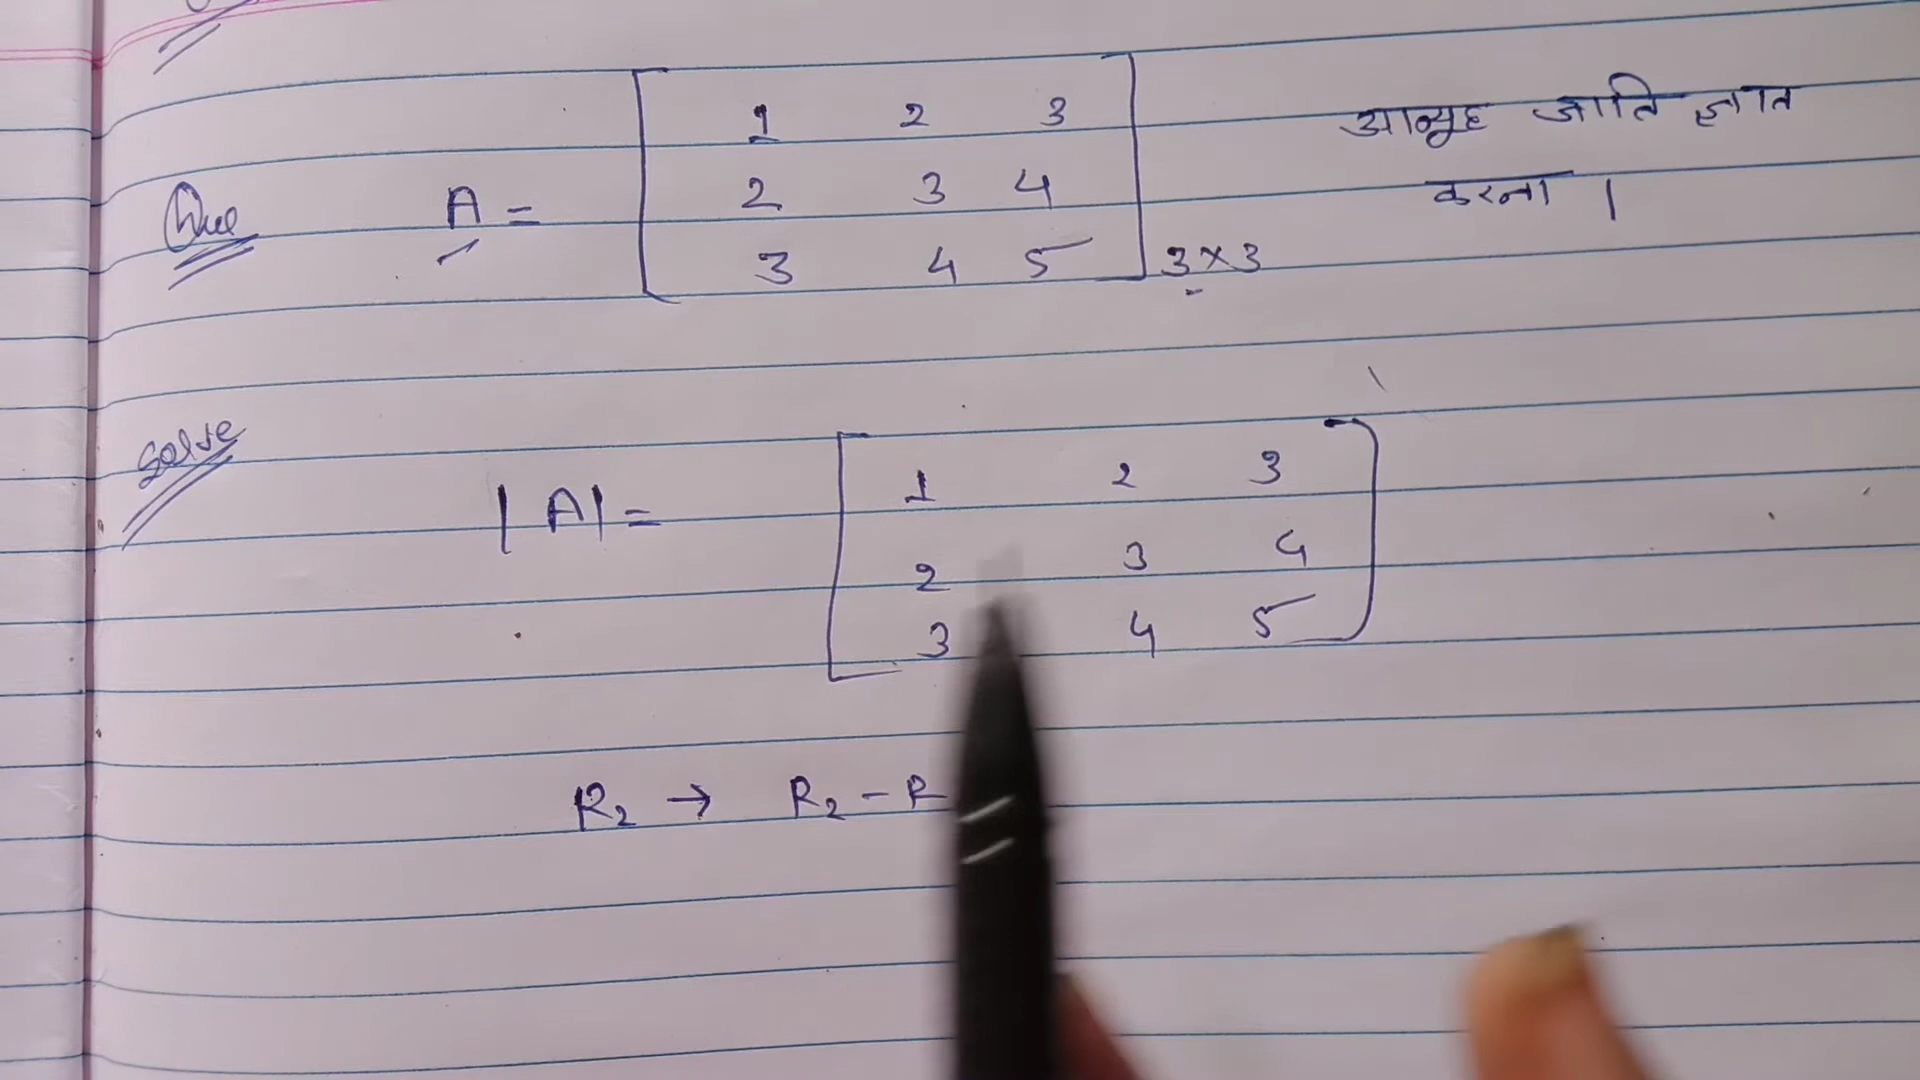 1 2 3
आव्यूह जाति ज्ञात
Que A = 2 3 4
करना ।
3 4 5 3×3
Solve
1 2 3
|A| =
2 3 4
3 4 5
R₂ → R₂ - R